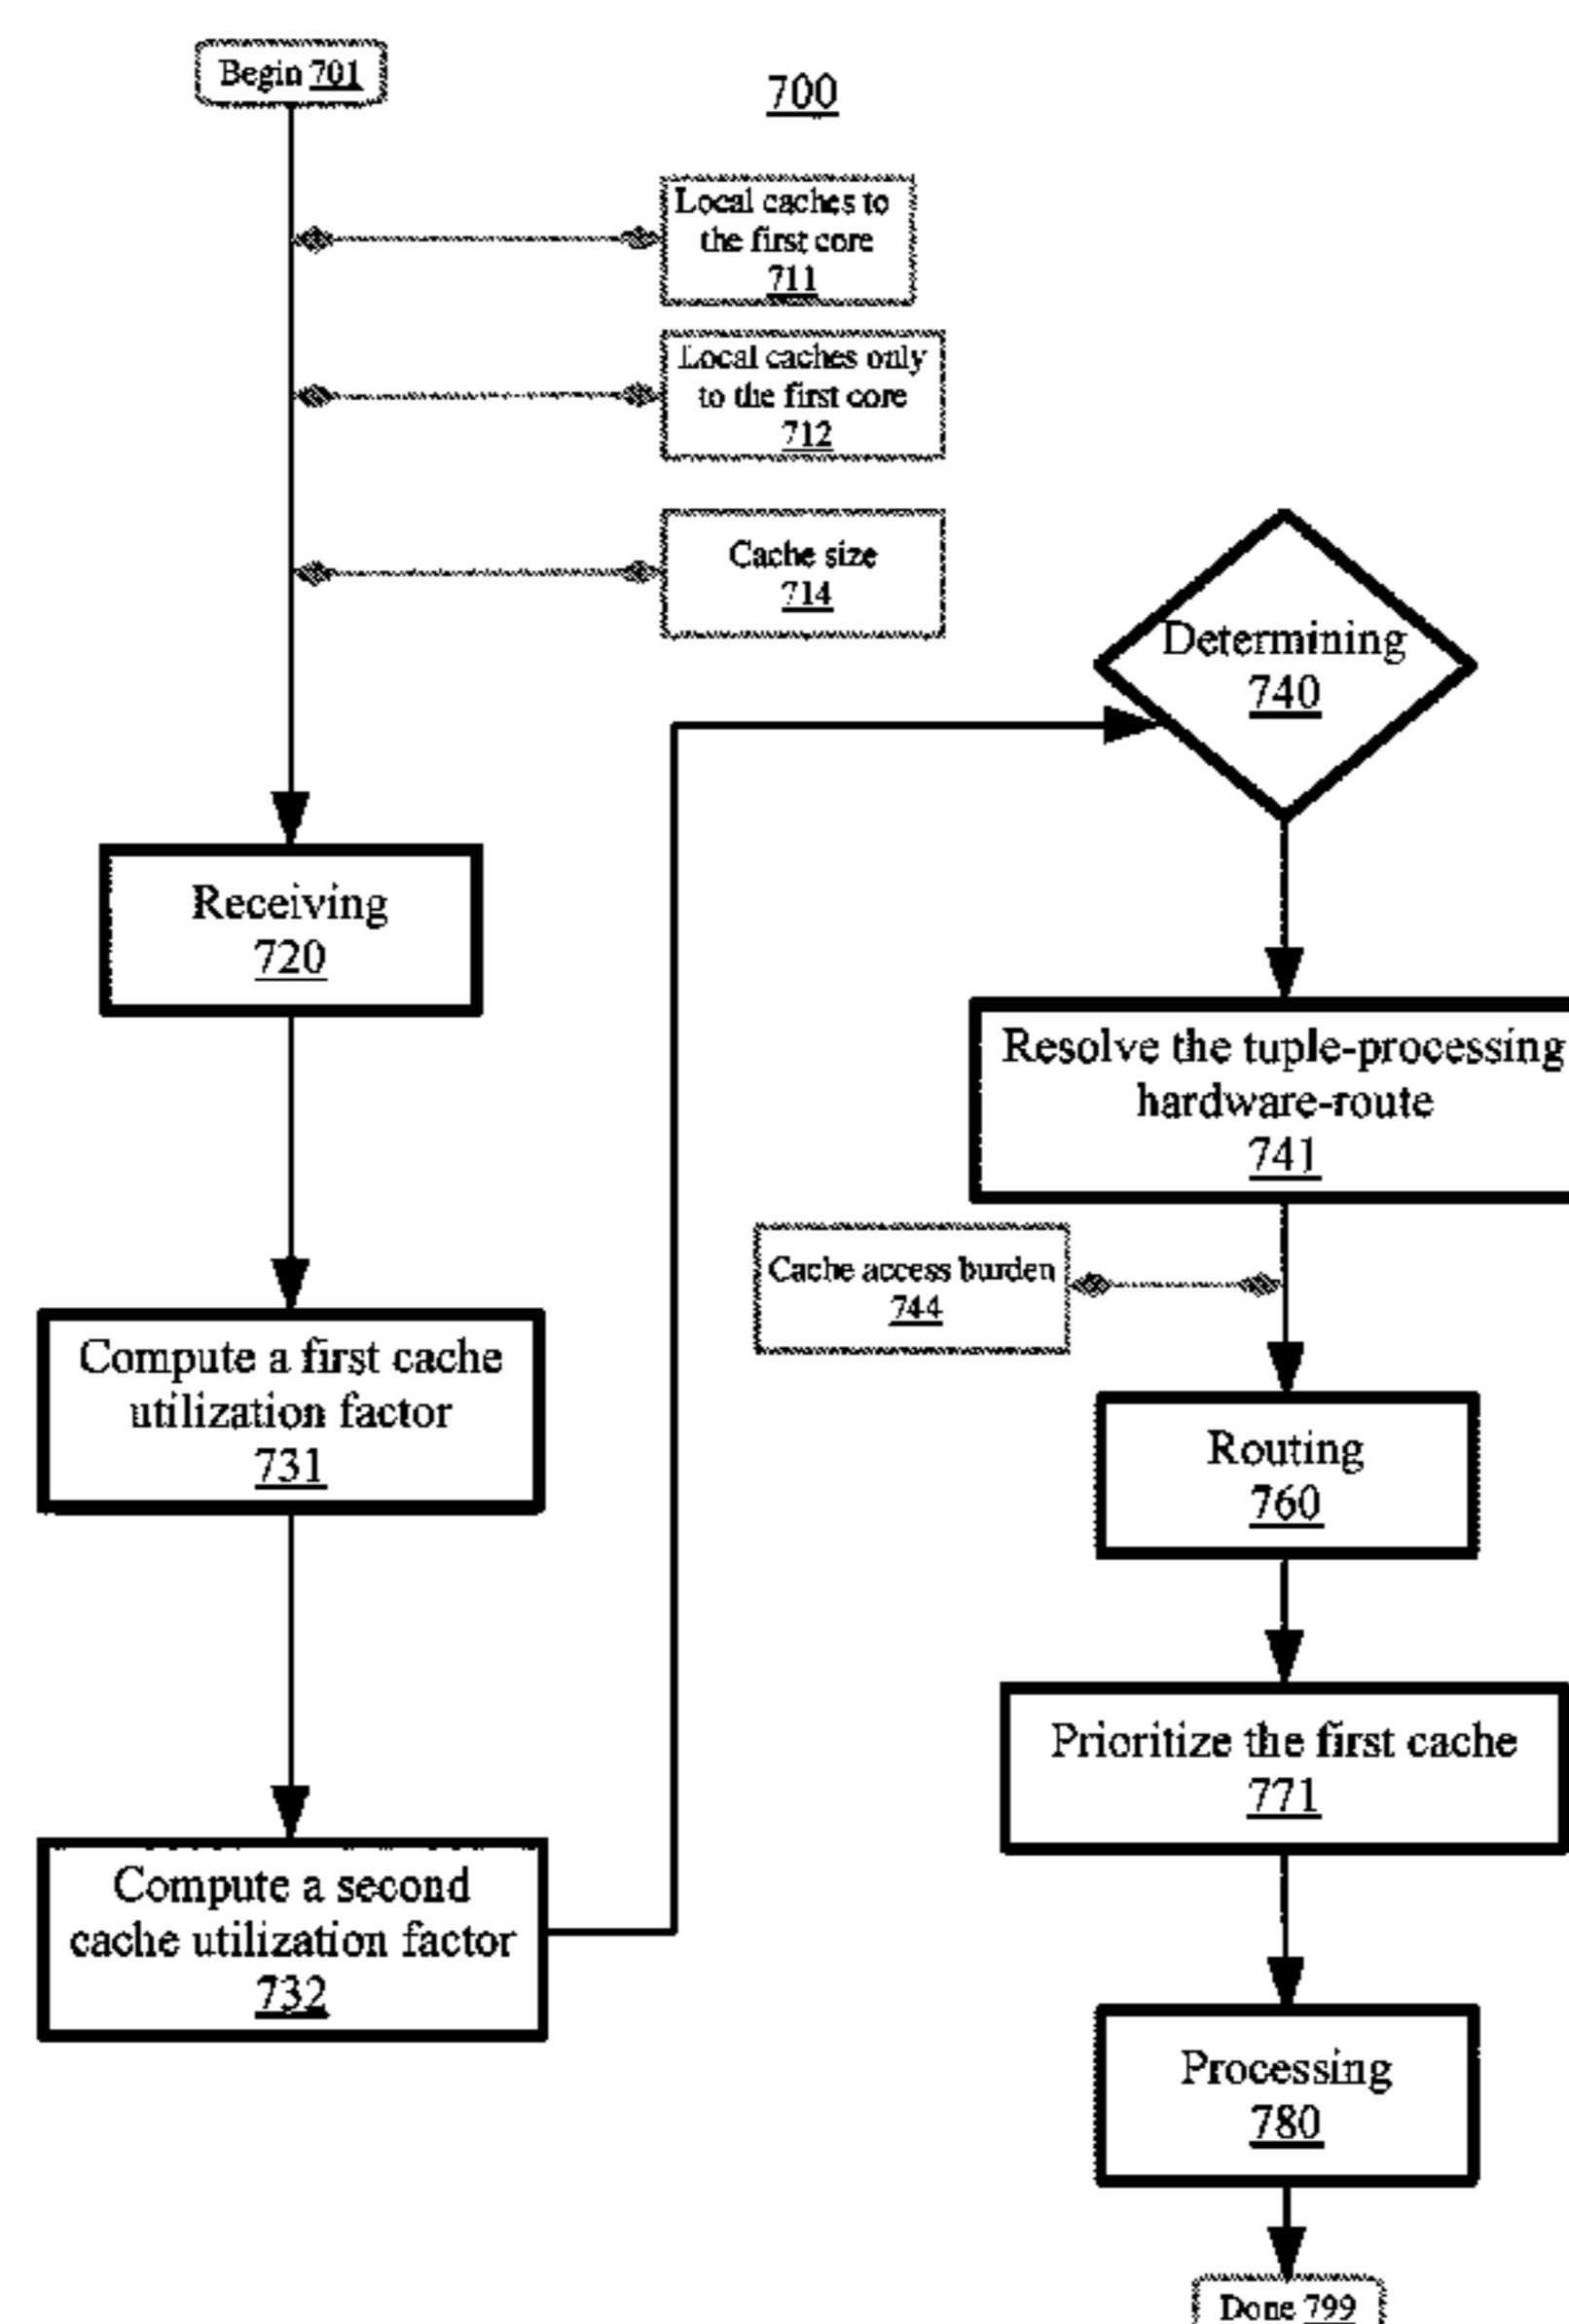 Begin 701
700
Local caches to
the first core
711
Local caches only
to the first core
712
Cache size
714
Receiving
720
Compute a first cache
utilization factor
731
Compute a second
cache utilization factor
732
Determining
740
Resolve the tuple-processing
hardware-route
741
Cache access burden
744
Routing
760
Prioritize the first cache
771
Processing
780
Done 799